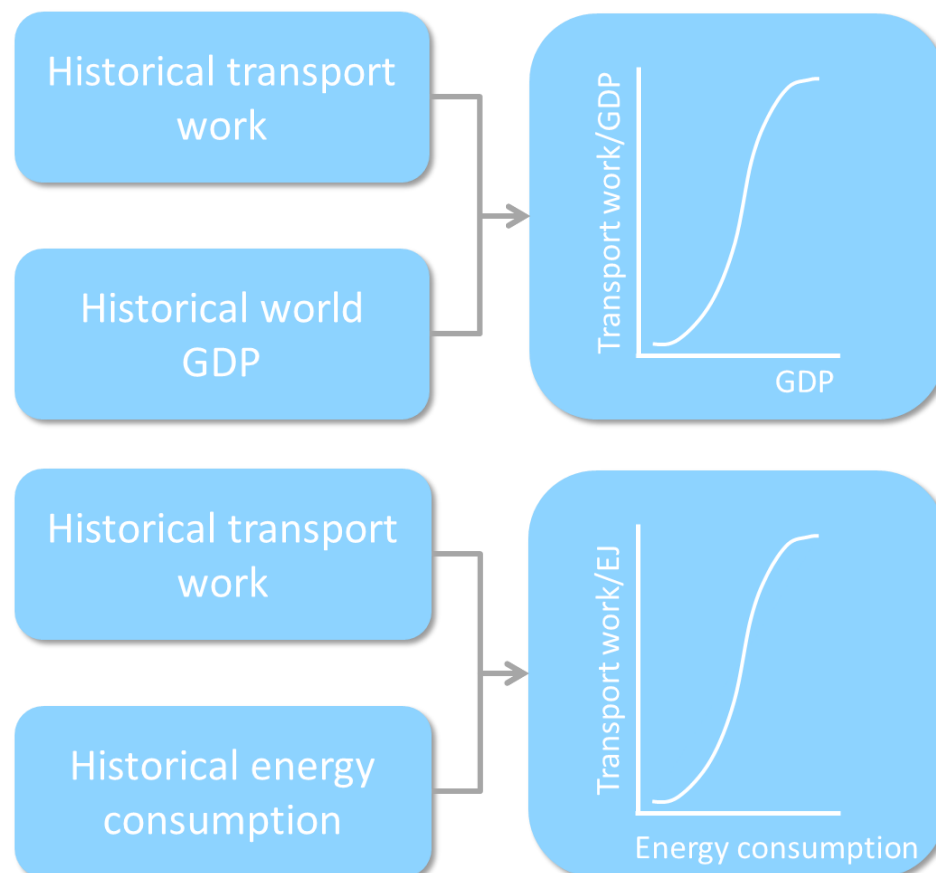 Historical transport
work
Historical world
GDP
Transport work/GDP
GDP
Historical transport
work
Historical energy
consumption
Transport work/EJ
Energy consumption